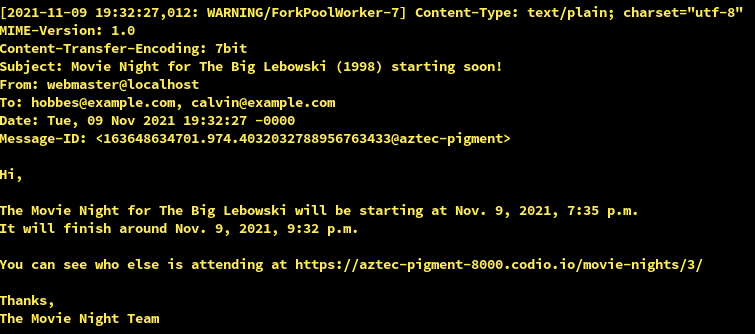 [2021-11-09 19:32:27,012: WARNING/ForkPoolWorker-7] Content-Type: text/plain; charset="utf-8"
MIME-Version: 1.0
Content-Transfer-Encoding: 7bit
Subject: Movie Night for The Big Lebowski (1998) starting soon!
From: webmaster@localhost
To: hobbes@example.com, calvin@example.com
Date: Tue, 09 Nov 2021 19:32:27 -0000
Message-ID: <163648634701.974.4032032788956763433@aztec-pigment>
Hi,
The Movie Night for The Big Lebowski will be starting at Nov. 9, 2021, 7:35 p.m.
It will finish around Nov. 9, 2021, 9:32 p.m.
You can see who else is attending at https://aztec-pigment-8000.codio.io/movie-nights/3/
Thanks,
The Movie Night Team